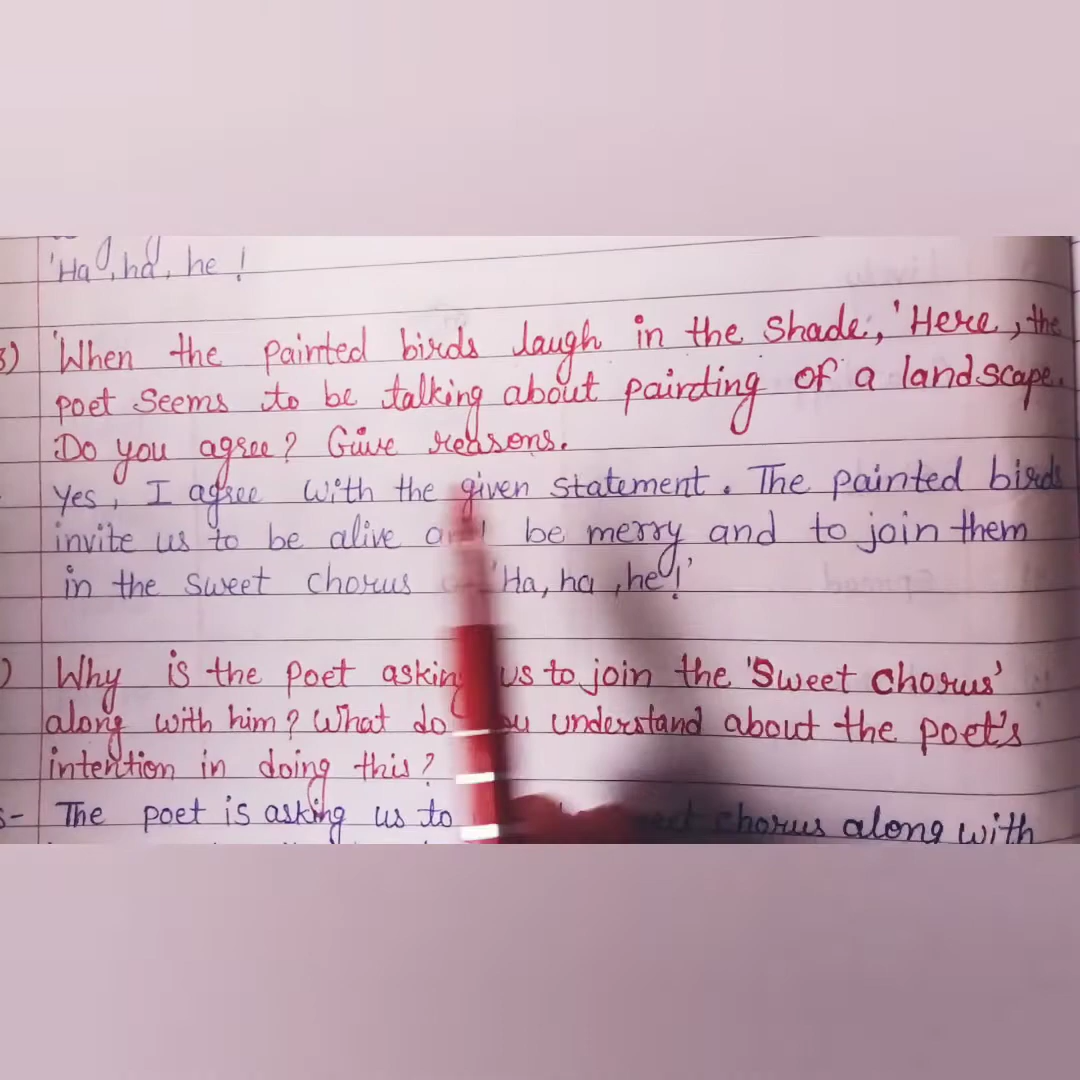 'Ha, ha, he!
3) 'When the painted birds laugh in the shade,' Here, the
poet seems to be talking about painting of a landscape.
Do you agree? Give reasons.
Yes, I agree with the given statement. The painted birds
invite us to be alive be merry and to join them
in the sweet chorus 'Ha, ha, he!'
) Why is the poet asking us to join the 'Sweet chorus'
along with him? What do you understand about the poet's
intention in doing this?
s- The poet is asking us to chorus along with